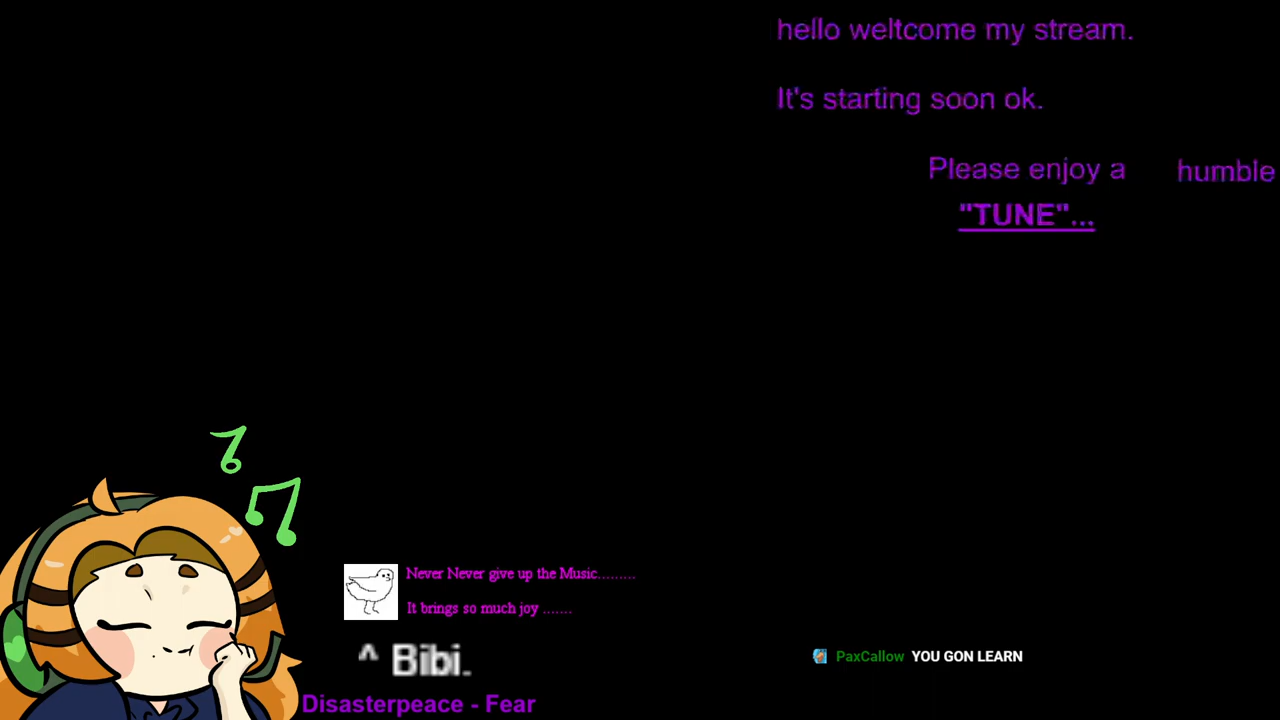 hello weltcome my stream.
It's starting soon ok.
Please enjoy a humble
"TUNE"...
Never Never give up the Music.........
It brings so much joy .......
^ Bibi.
PaxCallow YOU GON LEARN
Disasterpeace - Fear